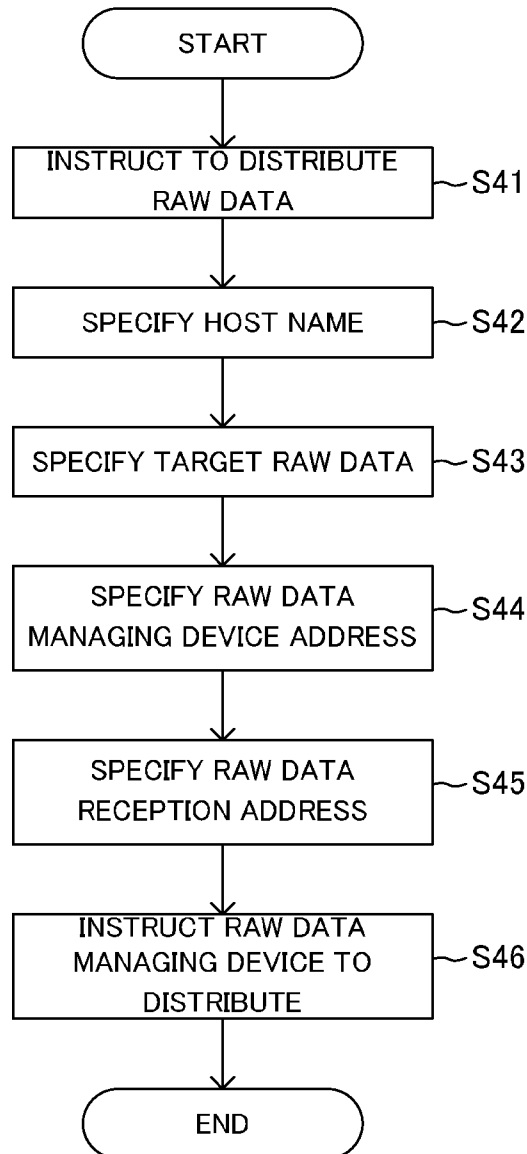 START
INSTRUCT TO DISTRIBUTE
RAW DATA
S41
SPECIFY HOST NAME
S42
SPECIFY TARGET RAW DATA
S43
SPECIFY RAW DATA
MANAGING DEVICE ADDRESS
S44
SPECIFY RAW DATA
RECEPTION ADDRESS
S45
INSTRUCT RAW DATA
MANAGING DEVICE TO
DISTRIBUTE
S46
END